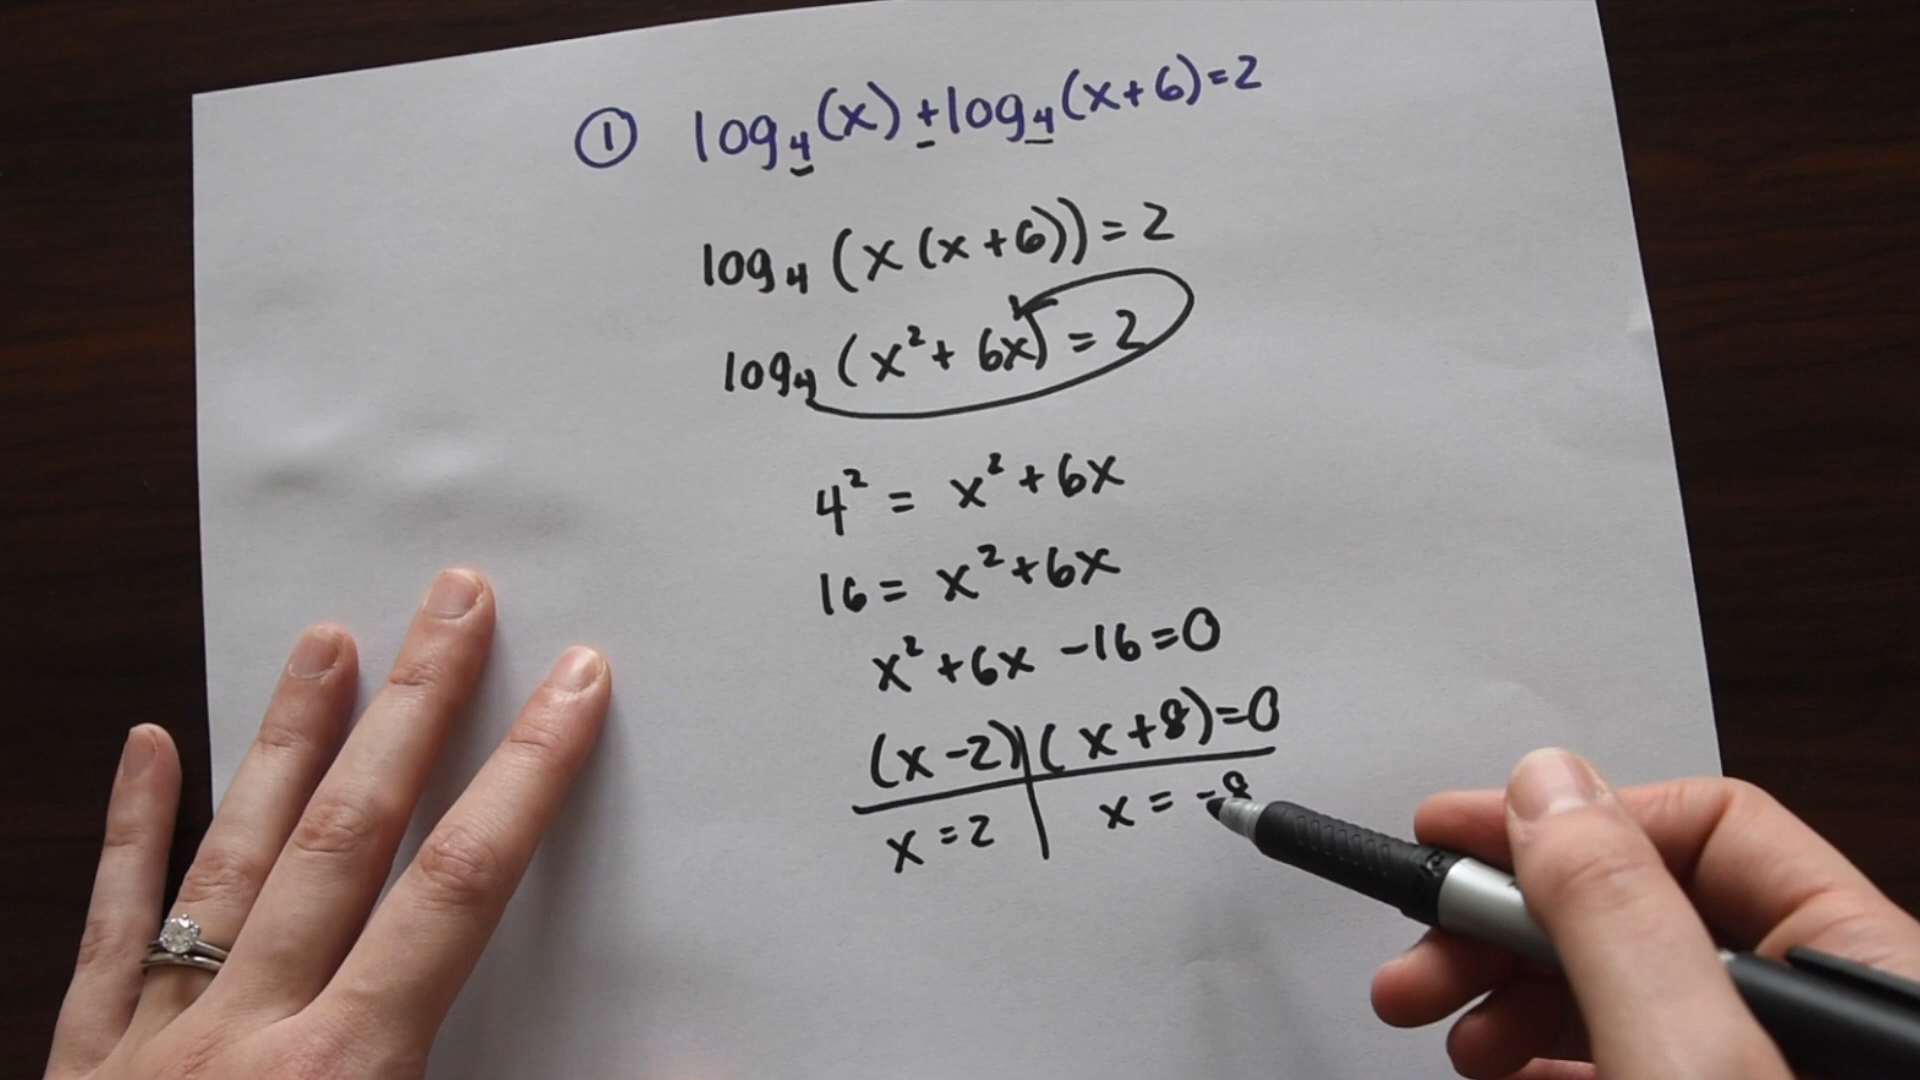 ① log₄(x)+log₄(x+6)=2
log₄(x(x+6))=2
log₄(x²+6x)=2
4²=x²+6x
16=x²+6x
x²+6x-16=0
(x-2)(x+8)=0
x=2 x=-8